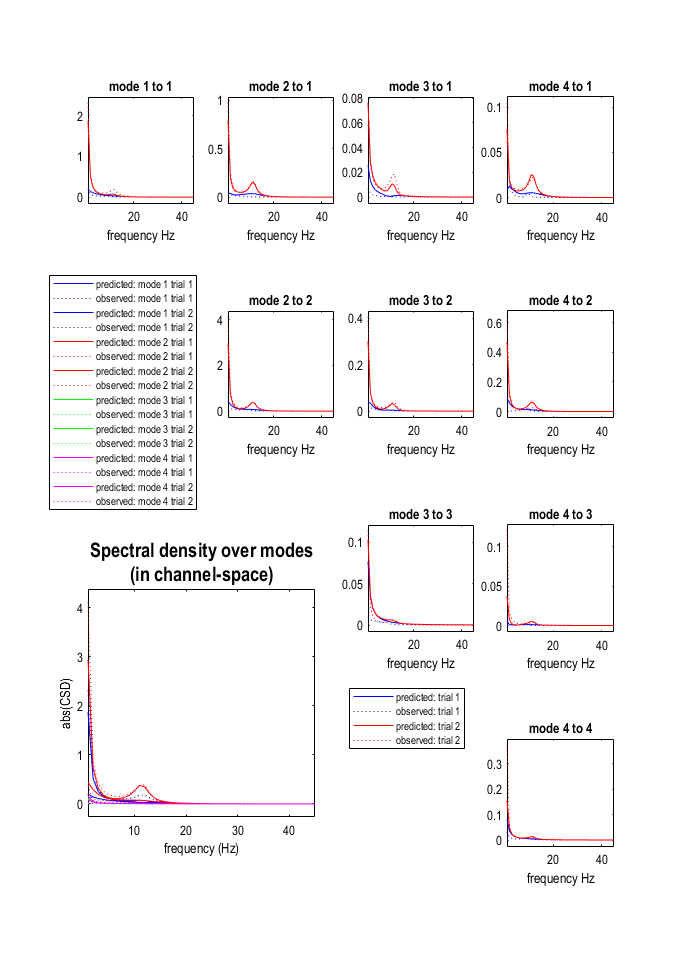 mode 1 to 1
mode 2 to 1
mode 3 to 1
mode 4 to 1
2
1
0
20
40
frequency Hz
1
0.5
0
20
40
frequency Hz
0.08
0.06
0.04
0.02
0
20
40
frequency Hz
0.1
0.05
0
20
40
frequency Hz
predicted: mode 1 trial 1
observed: mode 1 trial 1
predicted: mode 1 trial 2
observed: mode 1 trial 2
predicted: mode 2 trial 1
observed: mode 2 trial 1
predicted: mode 2 trial 2
observed: mode 2 trial 2
predicted: mode 3 trial 1
observed: mode 3 trial 1
predicted: mode 3 trial 2
observed: mode 3 trial 2
predicted: mode 4 trial 1
observed: mode 4 trial 1
predicted: mode 4 trial 2
observed: mode 4 trial 2
mode 2 to 2
mode 3 to 2
mode 4 to 2
4
2
0
20
40
frequency Hz
0.4
0.2
0
20
40
frequency Hz
0.6
0.4
0.2
0
20
40
frequency Hz
mode 3 to 3
mode 4 to 3
0.1
0.05
0
20
40
frequency Hz
0.1
0.05
0
20
40
frequency Hz
Spectral density over modes
(in channel-space)
abs(CSD)
4
3
2
1
0
10
20
30
40
frequency (Hz)
predicted: trial 1
observed: trial 1
predicted: trial 2
observed: trial 2
mode 4 to 4
0.3
0.2
0.1
0
20
40
frequency Hz